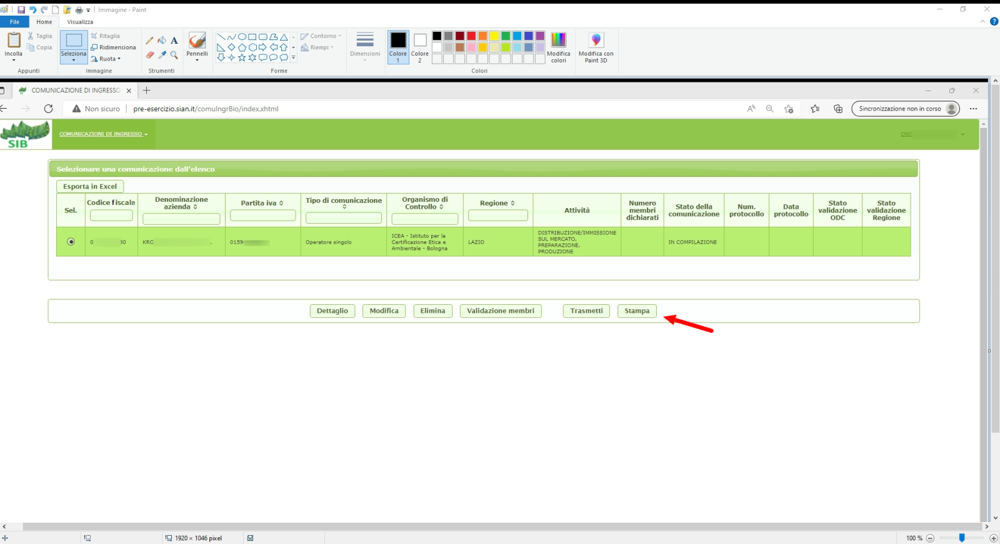 Immagine - Paint
File Home Visualizza
Incolla
Taglia
Copia
Appunti
Seleziona
Ritaglia
Ridimensiona
Ruota
Immagine
A
Strumenti
Pennelli
Forme
Contorno
Riempi
Dimensioni
Colore
1
Colore
2
Modifica
colori
Colori
Modifica con
Paint 3D
COMUNICAZIONE DI INGRESSO
Non sicuro | pre-esercizio.sian.it/comuIngrBio/index.xhtml
Sincronizzazione non in corso
SIB
COMUNICAZIONI DI INGRESSO
CND
Selezionare una comunicazione dall'elenco
Esporta in Excel
Sel.
Codice fiscale
Denominazione
azienda
Partita iva
Tipo di comunicazione
Organismo di
Controllo
Regione
Attività
Numero
membri
dichiarati
Stato della
comunicazione
Num.
protocollo
Data
protocollo
Stato
validazione
ODC
Stato
validazione
Regione
0 30
KRO .
0159
Operatore singolo
ICEA - Istituto per la
Certificazione Etica e
Ambientale - Bologna
LAZIO
DISTRIBUZIONE/IMMISSIONE
SUL MERCATO,
PREPARAZIONE,
PRODUZIONE
IN COMPILAZIONE
Dettaglio Modifica Elimina Validazione membri Trasmetti Stampa
1920 × 1046 pixel
100 %